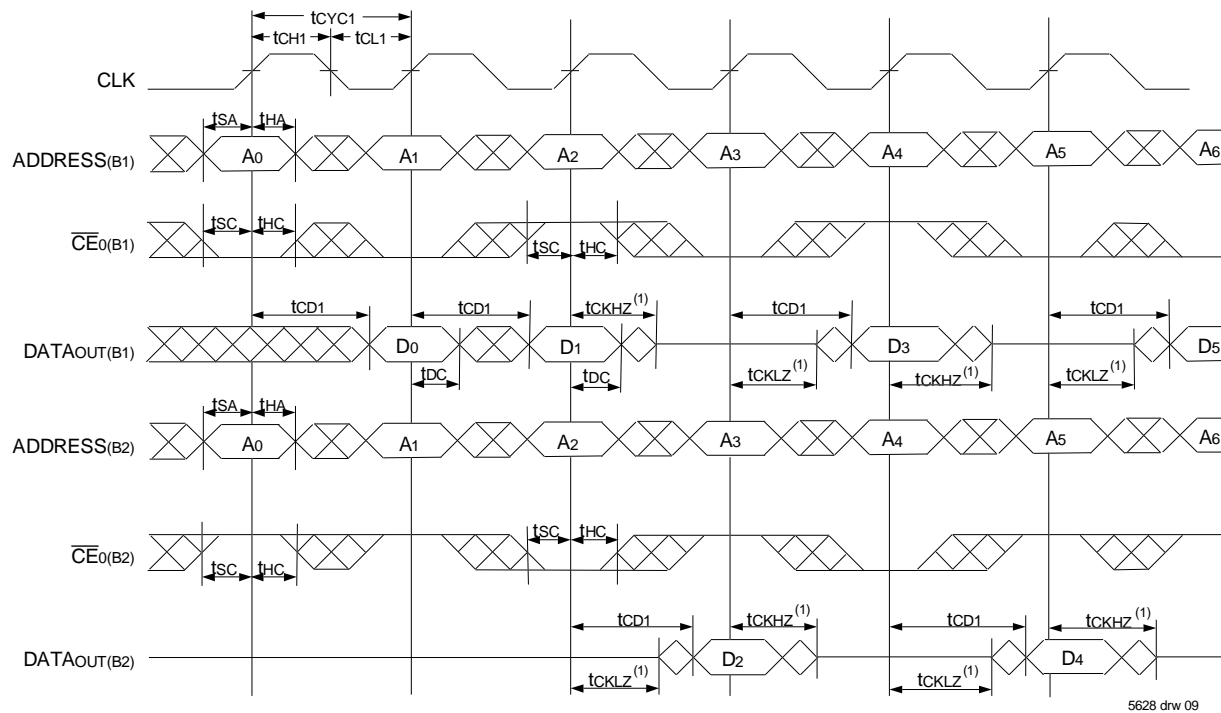 tCYC1
tCH1 tCL1
CLK
tSA tHA
ADDRESS(B1) A0 A1 A2 A3 A4 A5 A6
tSC tHC
CE0(B1)
tSC tHC
tCD1 tCD1 tCKHZ(1) tCD1 tCD1
DATAOUT(B1) D0 D1 D3 D5
tDC tDC tCKLZ(1) tCKHZ(1) tCKLZ(1)
tSA tHA
ADDRESS(B2) A0 A1 A2 A3 A4 A5 A6
tSC tHC
CE0(B2)
tSC tHC
tCD1 tCKHZ(1) tCD1 tCKHZ(1)
DATAOUT(B2) D2 D4
tCKLZ(1) tCKLZ(1)
5628 drw 09